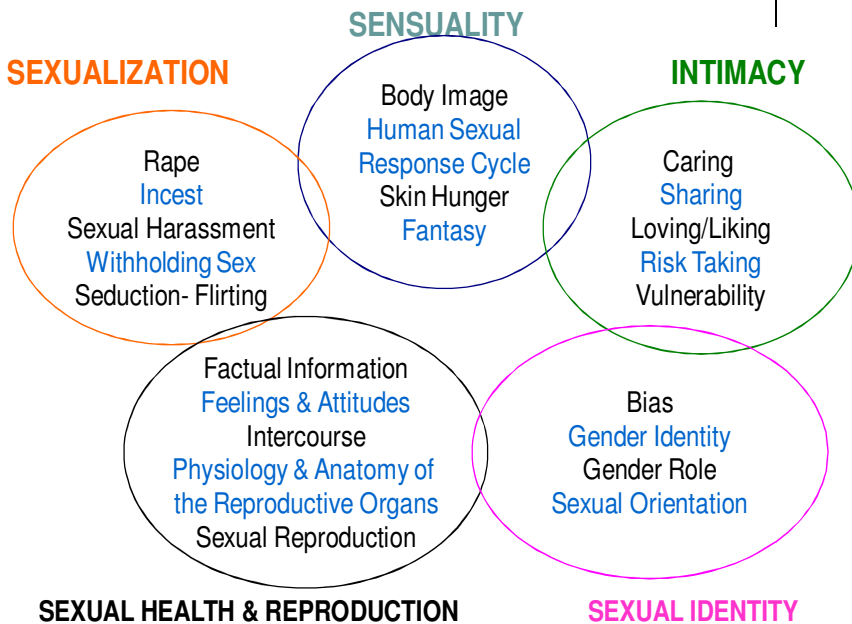 SENSUALITY
SEXUALIZATION
INTIMACY
Body Image
Human Sexual
Response Cycle
Skin Hunger
Fantasy
Rape
Incest
Sexual Harassment
Withholding Sex
Seduction- Flirting
Caring
Sharing
Loving/Liking
Risk Taking
Vulnerability
Factual Information
Feelings & Attitudes
Intercourse
Physiology & Anatomy of
the Reproductive Organs
Sexual Reproduction
Bias
Gender Identity
Gender Role
Sexual Orientation
SEXUAL HEALTH & REPRODUCTION
SEXUAL IDENTITY